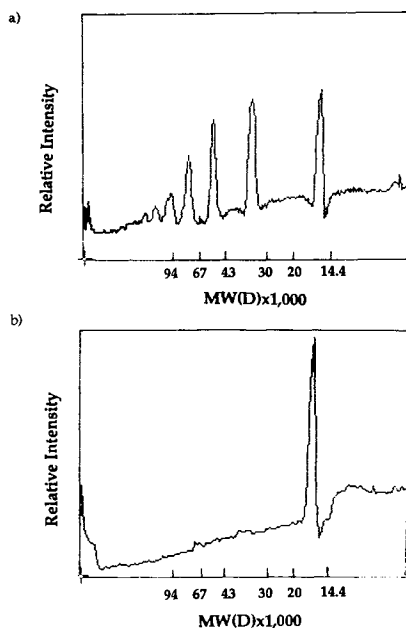 a)
Relative Intensity
94 67 43 30 20 14.4
MW(D)x1,000
b)
Relative Intensity
94 67 43 30 20 14.4
MW(D)x1,000